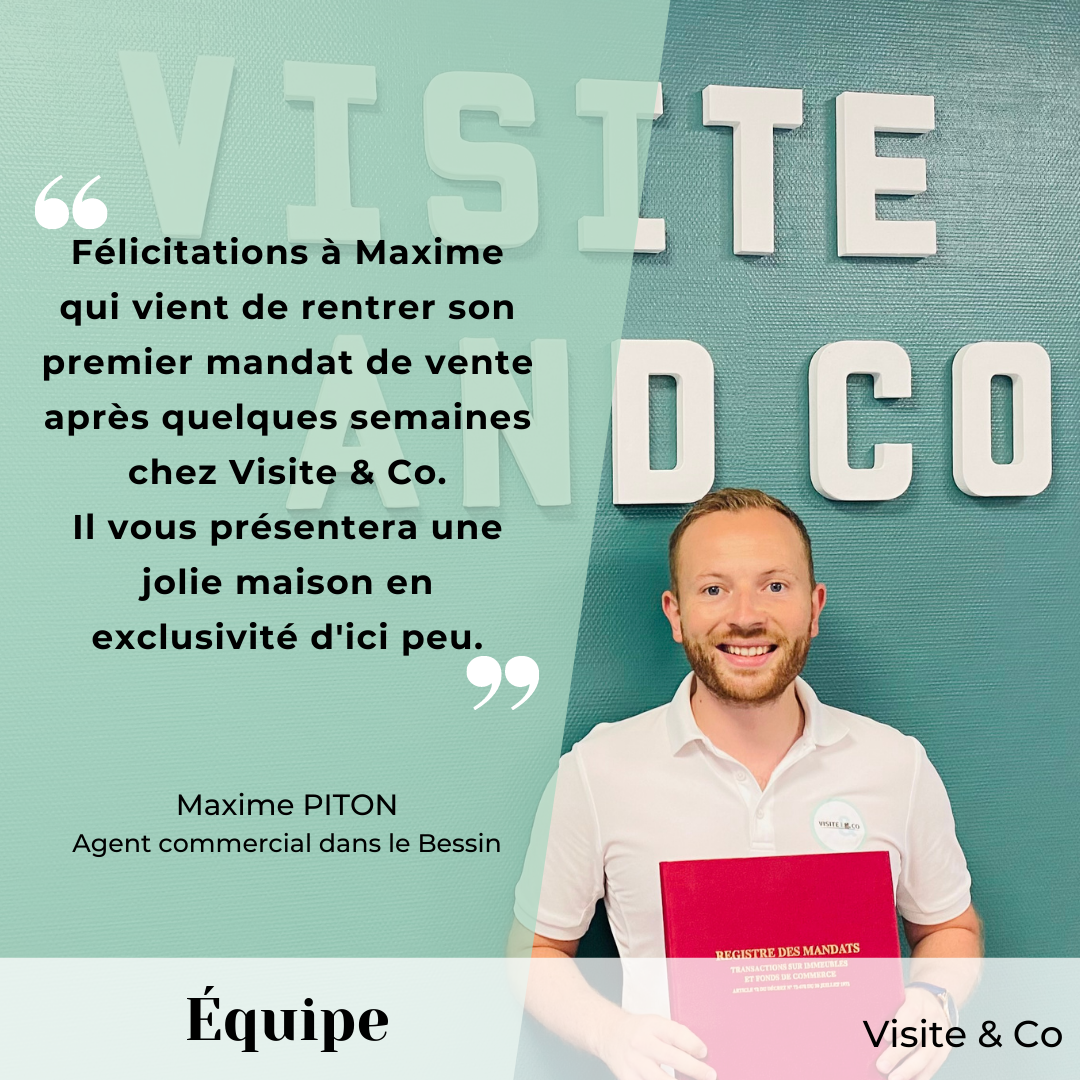 VISITE
AND CO
“
Félicitations à Maxime
qui vient de rentrer son
premier mandat de vente
après quelques semaines
chez Visite & Co.
Il vous présentera une
jolie maison en
exclusivité d'ici peu.
”
Maxime PITON
Agent commercial dans le Bessin
VISITE & CO
REGISTRE DES MANDATS
TRANSACTIONS SUR IMMEUBLES
ET FONDS DE COMMERCE
Équipe
Visite & Co